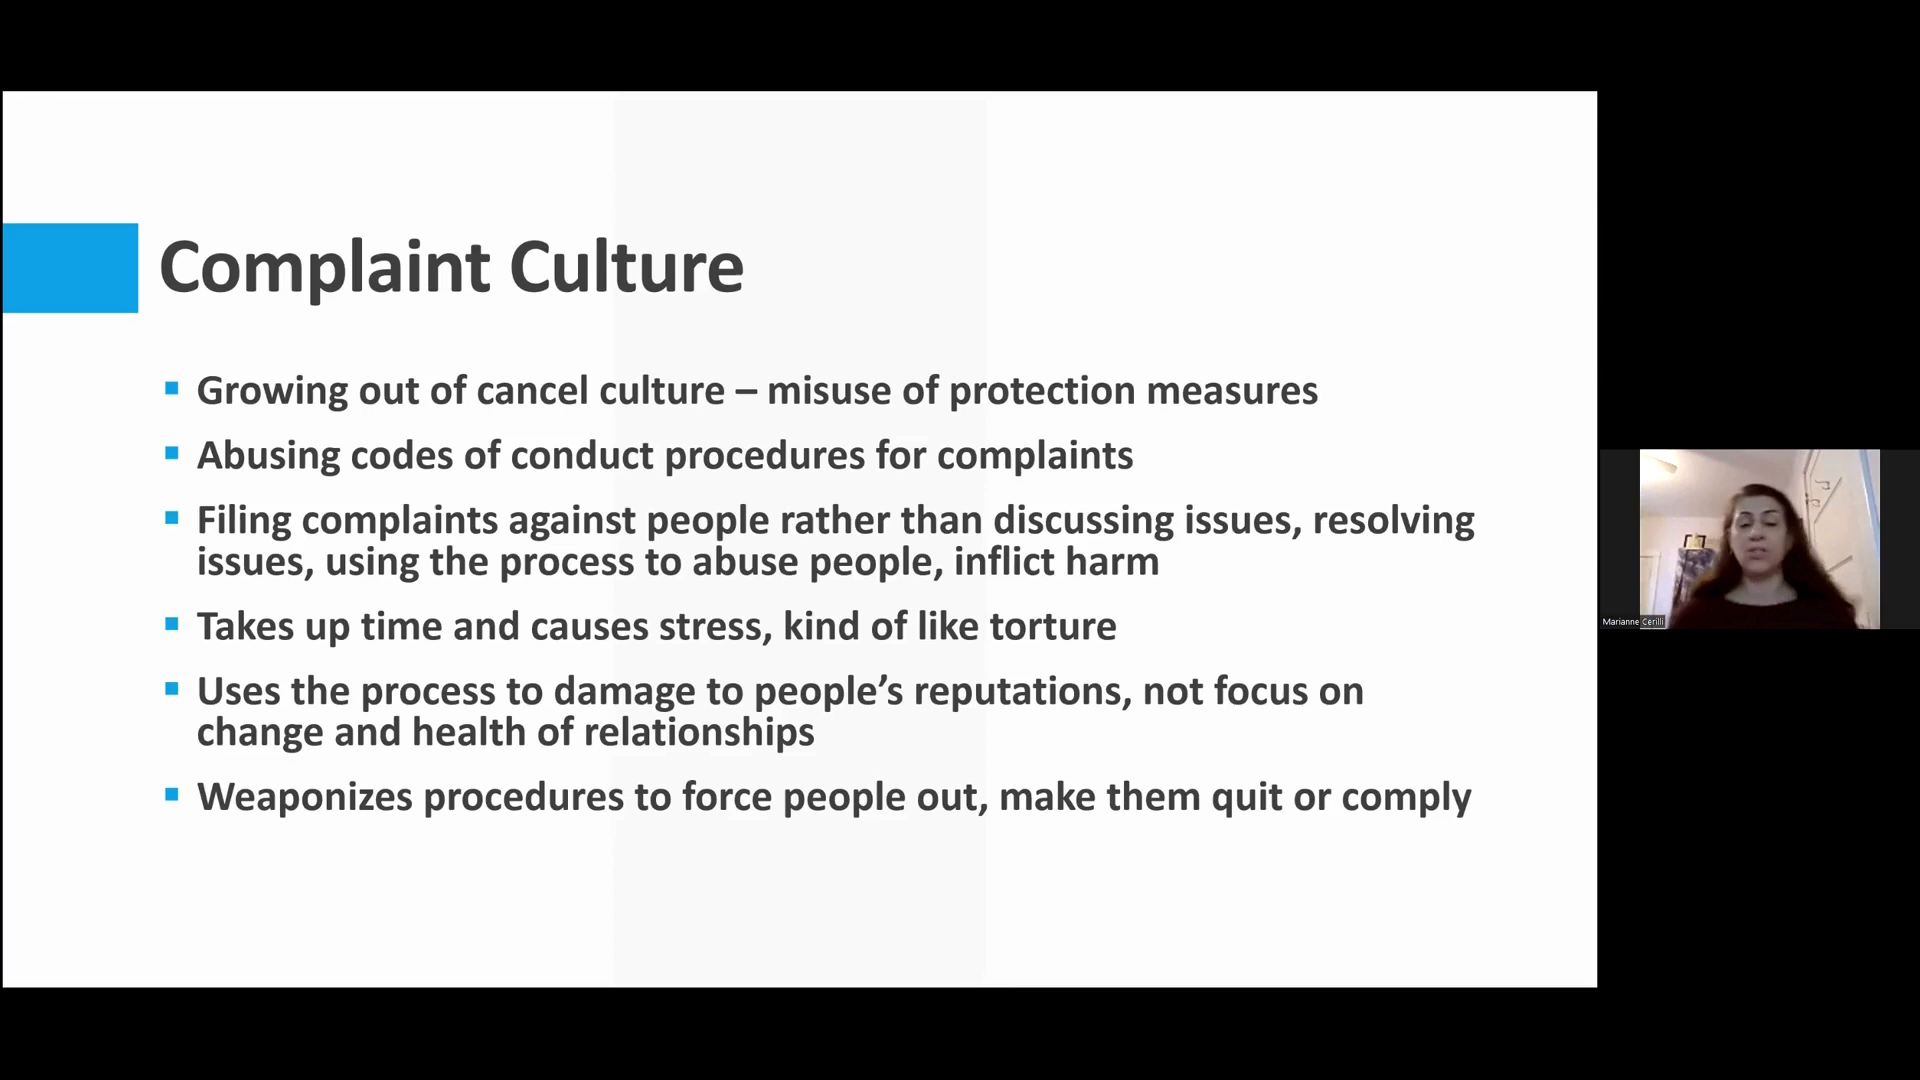 Complaint Culture
Growing out of cancel culture – misuse of protection measures
Abusing codes of conduct procedures for complaints
Filing complaints against people rather than discussing issues, resolving
issues, using the process to abuse people, inflict harm
Takes up time and causes stress, kind of like torture
Uses the process to damage to people’s reputations, not focus on
change and health of relationships
Weaponizes procedures to force people out, make them quit or comply
Marianne Cerilli